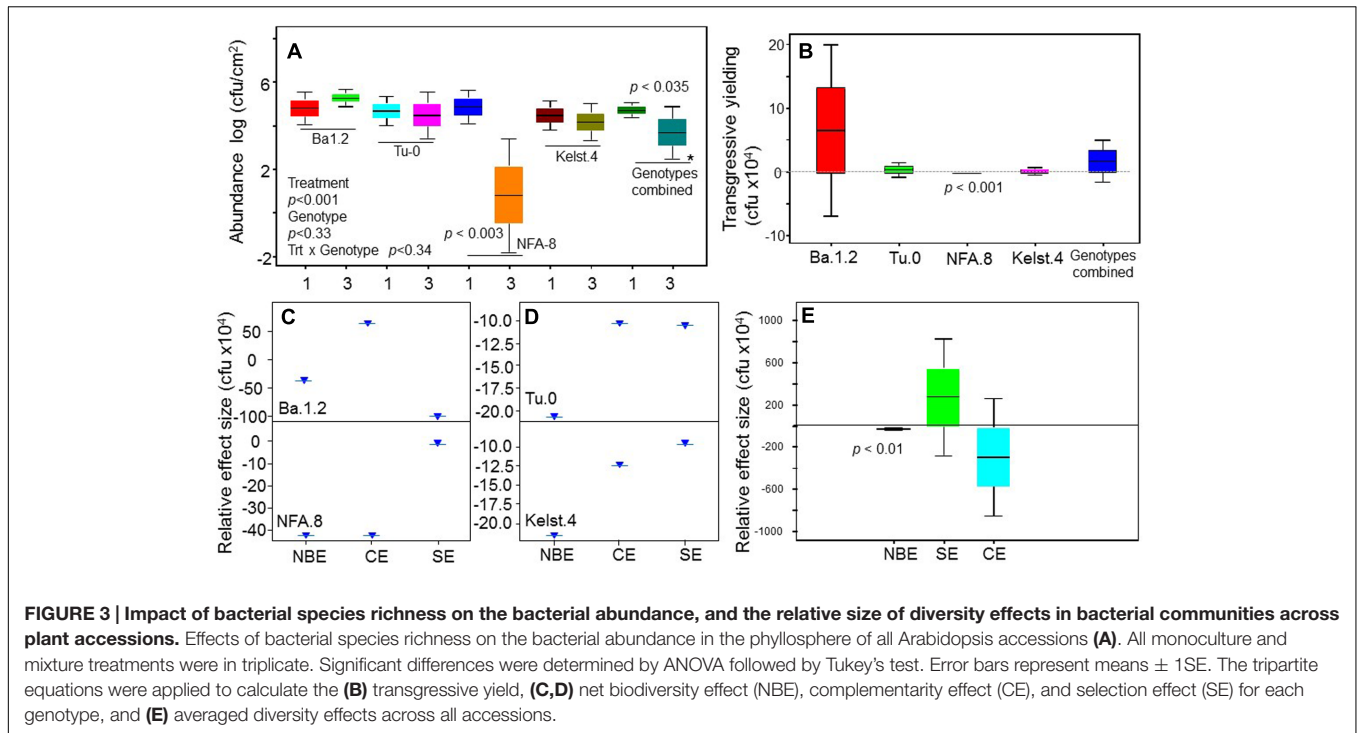 A
Abundance log (cfu/cm2)
6
2
-2
Ba1.2
Tu-0
Kelst.4
p < 0.035
*
Genotypes
combined
Treatment
p<0.001
Genotype
p<0.33
Trt x Genotype p<0.34
p < 0.003
NFA-8
1 3 1 3 1 3 1 3 1 3
B
Transgressive yielding
(cfu x10⁴)
20
10
0
-10
p < 0.001
Ba.1.2 Tu.0 NFA.8 Kelst.4 Genotypes
combined
C
Relative effect size (cfu x10⁴)
50
0
-50
-100
Ba.1.2
0
-10
-20
-30
-40
NFA.8
NBE CE SE
D
-10.0
-12.5
-15.0
-17.5
-20.0
Tu.0
-10.0
-12.5
-15.0
-17.5
-20.0
Kelst.4
NBE CE SE
E
Relative effect size (cfu x10⁴)
1000
600
200
-200
-600
-1000
p < 0.01
NBE SE CE
FIGURE 3 | Impact of bacterial species richness on the bacterial abundance, and the relative size of diversity effects in bacterial communities across
plant accessions. Effects of bacterial species richness on the bacterial abundance in the phyllosphere of all Arabidopsis accessions (A). All monoculture and
mixture treatments were in triplicate. Significant differences were determined by ANOVA followed by Tukey's test. Error bars represent means ± 1SE. The tripartite
equations were applied to calculate the (B) transgressive yield, (C,D) net biodiversity effect (NBE), complementarity effect (CE), and selection effect (SE) for each
genotype, and (E) averaged diversity effects across all accessions.